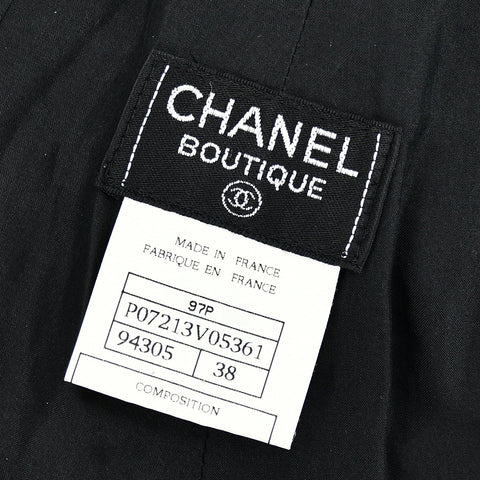 CHANEL
BOUTIQUE
MADE IN FRANCE
FABRIQUE EN FRANCE
97P
P07213V05361
94305 38
COMPOSITION